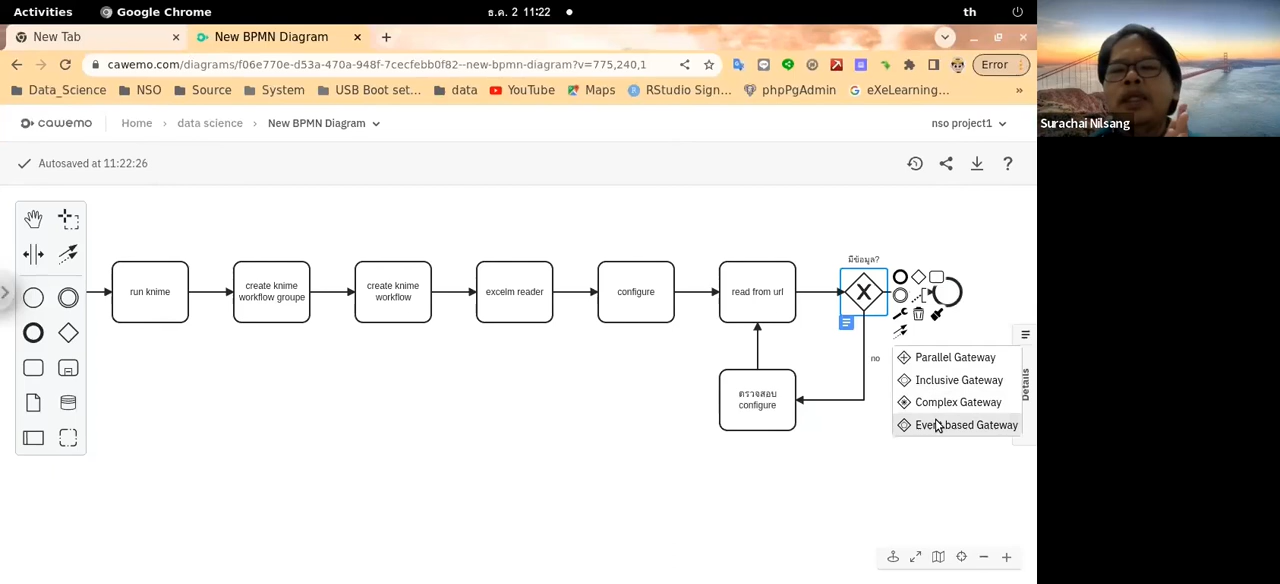 Activities
Google Chrome
ธ.ค. 2 11:22
th
New Tab
New BPMN Diagram
cawemo.com/diagrams/f06e770e-d53a-470a-948f-7cecfebb0f82--new-bpmn-diagram?v=775,240,1
Error
Data_Science
NSO
Source
System
USB Boot set...
data
YouTube
Maps
RStudio Sign...
phpPgAdmin
eXeLearning...
»
Surachai Nilsang
cawemo
Home
data science
New BPMN Diagram
nso project1
Autosaved at 11:22:26
?
run knime
create knime
workflow groupe
create knime
workflow
excelm reader
configure
read from url
มีข้อมูล?
no
ตรวจสอบ
configure
Parallel Gateway
Inclusive Gateway
Complex Gateway
Event based Gateway
Details